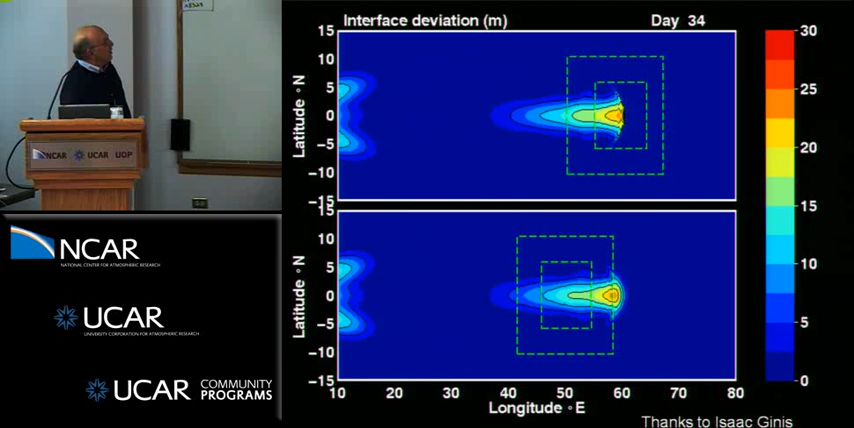 NCAR UCAR UOP
NCAR
NATIONAL CENTER FOR ATMOSPHERIC RESEARCH
UCAR
UNIVERSITY CORPORATION FOR ATMOSPHERIC RESEARCH
UCAR COMMUNITY PROGRAMS
Interface deviation (m) Day 34
15
10
5
0
−5
−10
−15
Latitude °N
15
10
5
0
−5
−10
−15
Latitude °N
10 20 30 40 50 60 70 80
Longitude °E
30
25
20
15
10
5
0
Thanks to Isaac Ginis